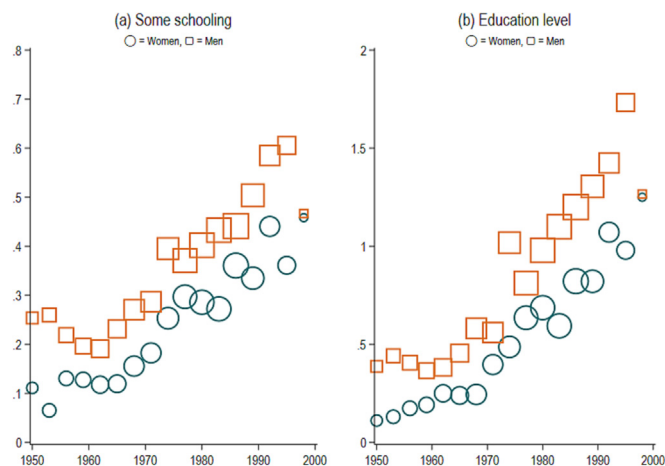 (a) Some schooling
○ = Women, □ = Men
.8
.7
.6
.5
.4
.3
.2
.1
0
1950 1960 1970 1980 1990 2000
(b) Education level
○ = Women, □ = Men
2
1.5
1
.5
0
1950 1960 1970 1980 1990 2000